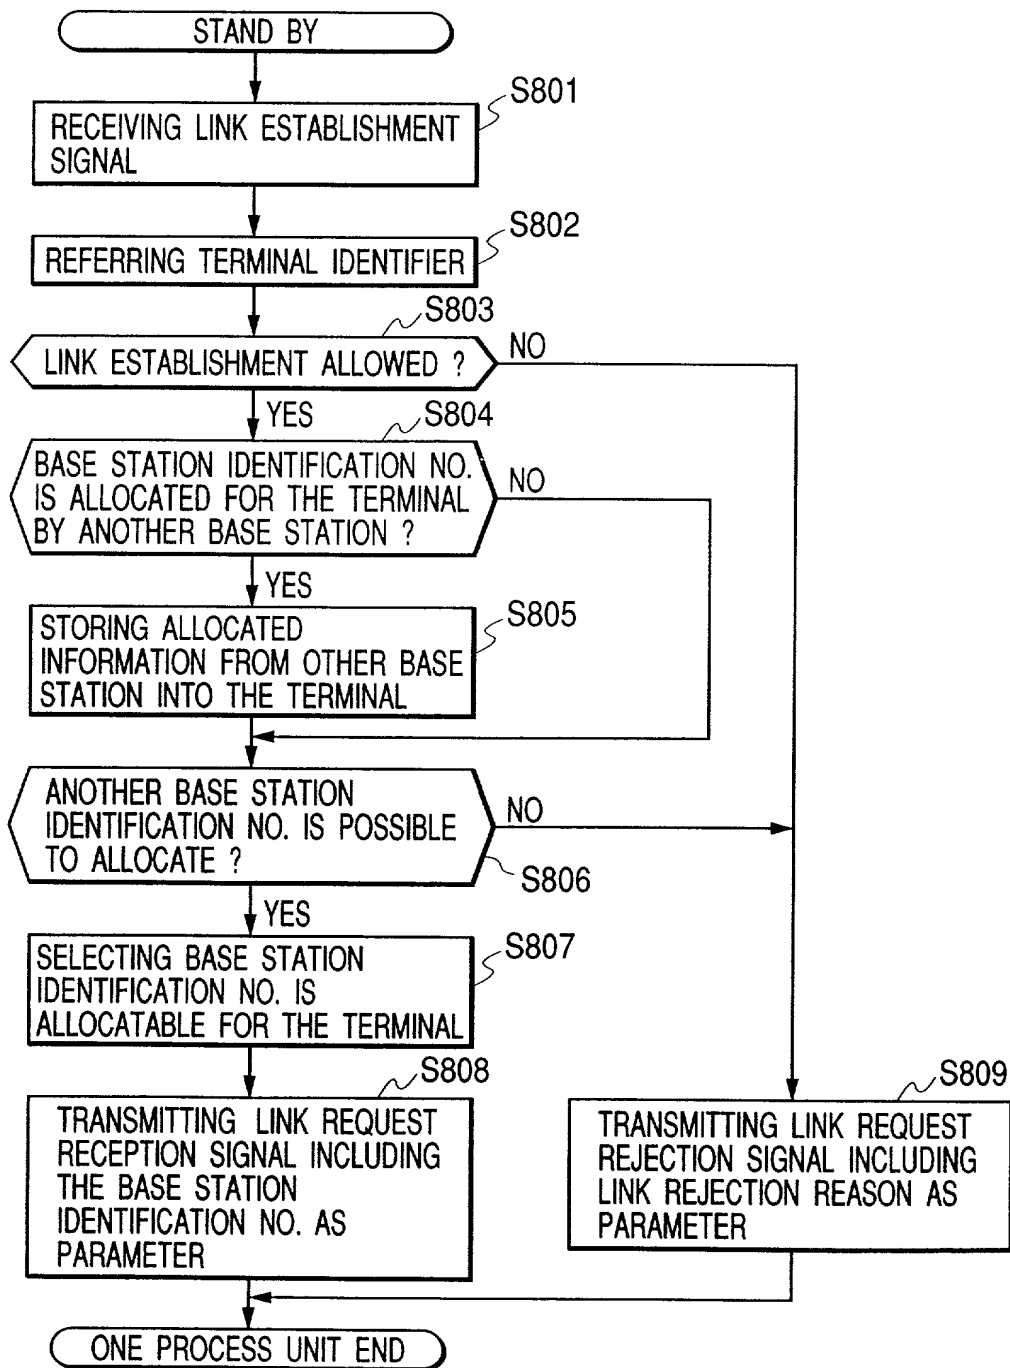 STAND BY
S801
RECEIVING LINK ESTABLISHMENT
SIGNAL
S802
REFERRING TERMINAL IDENTIFIER
S803
LINK ESTABLISHMENT ALLOWED ?
NO
YES
S804
BASE STATION IDENTIFICATION NO.
IS ALLOCATED FOR THE TERMINAL
BY ANOTHER BASE STATION ?
NO
YES
S805
STORING ALLOCATED
INFORMATION FROM OTHER BASE
STATION INTO THE TERMINAL
ANOTHER BASE STATION
IDENTIFICATION NO. IS POSSIBLE
TO ALLOCATE ?
NO
S806
YES
S807
SELECTING BASE STATION
IDENTIFICATION NO. IS
ALLOCATABLE FOR THE TERMINAL
S808
TRANSMITTING LINK REQUEST
RECEPTION SIGNAL INCLUDING
THE BASE STATION
IDENTIFICATION NO. AS
PARAMETER
S809
TRANSMITTING LINK REQUEST
REJECTION SIGNAL INCLUDING
LINK REJECTION REASON AS
PARAMETER
ONE PROCESS UNIT END